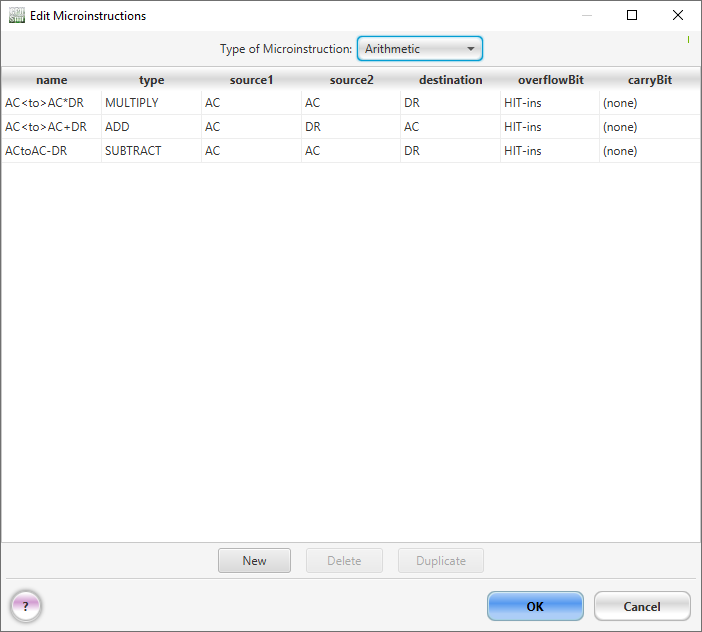 Edit Microinstructions
Type of Microinstruction: Arithmetic
name type source1 source2 destination overflowBit carryBit
AC<to>AC*DR MULTIPLY AC AC DR HIT-ins (none)
AC<to>AC+DR ADD AC DR AC HIT-ins (none)
ACtoAC-DR SUBTRACT AC AC DR HIT-ins (none)
New Delete Duplicate
? OK Cancel